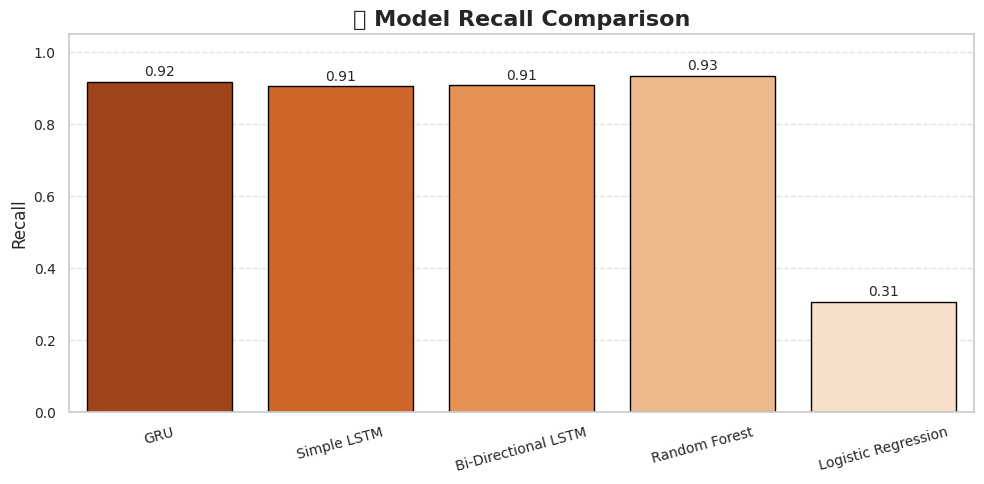 Model Recall Comparison
Recall
1.0
0.8
0.6
0.4
0.2
0.0
0.92
0.91
0.91
0.93
0.31
GRU
Simple LSTM
Bi-Directional LSTM
Random Forest
Logistic Regression